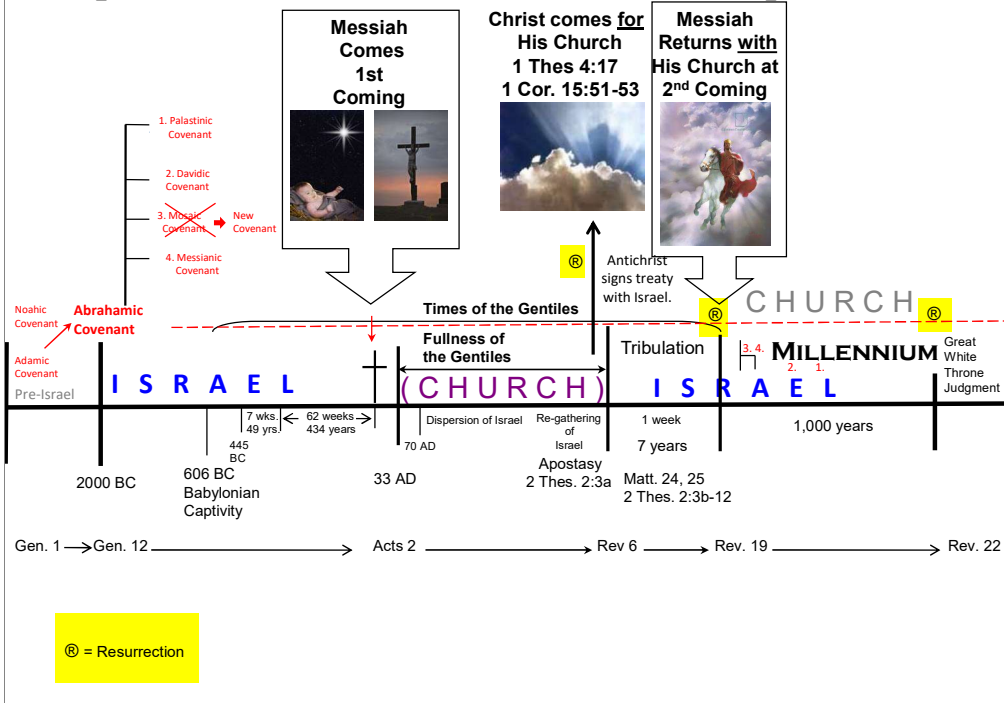 Messiah
Comes
1st
Coming
Christ comes for
His Church
1 Thes 4:17
1 Cor. 15:51-53
Messiah
Returns with
His Church at
2nd Coming
1. Palastinic
Covenant
2. Davidic
Covenant
3. Mosaic
Covenant
New
Covenant
4. Messianic
Covenant
Noahic
Covenant
Abrahamic
Covenant
Adamic
Covenant
Pre-Israel
®
Antichrist
signs treaty
with Israel.
Times of the Gentiles
®
CHURCH
®
Fullness of
the Gentiles
Tribulation
3. 4.
MILLENNIUM
2. 1.
Great
White
Throne
Judgment
ISRAEL
(CHURCH)
ISRAEL
7 wks.
49 yrs.
62 weeks
434 years
445
BC
70 AD
Dispersion of Israel
Re-gathering
of
Israel
1 week
7 years
1,000 years
2000 BC
606 BC
Babylonian
Captivity
33 AD
Apostasy
2 Thes. 2:3a
Matt. 24, 25
2 Thes. 2:3b-12
Gen. 1
Gen. 12
Acts 2
Rev 6
Rev. 19
Rev. 22
® = Resurrection